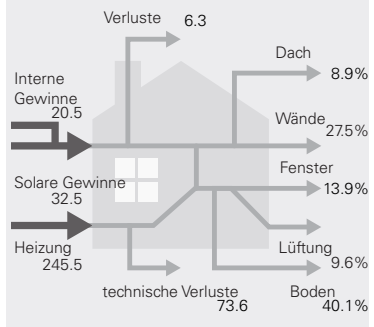 Verluste 6.3
Dach
8.9%
Interne
Gewinne
20.5
Wände
27.5%
Fenster
13.9%
Solare Gewinne
32.5
Heizung
245.5
Lüftung
9.6%
technische Verluste
73.6
Boden
40.1%